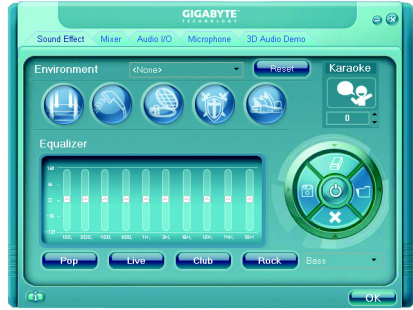 GIGABYTE
TECHNOLOGY
Sound Effect Mixer Audio I/O Microphone 3D Audio Demo
Environment <None> Reset Karaoke
0
Equalizer
Pop Live Club Rock Bass
OK